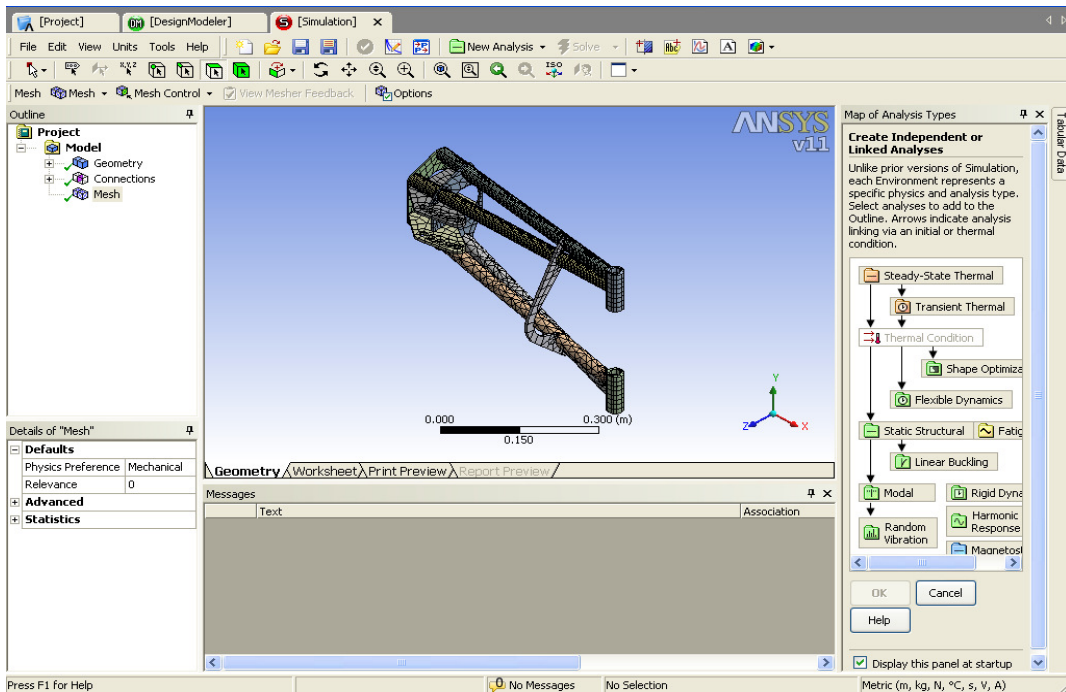 [Project] [DesignModeler] [Simulation]
File Edit View Units Tools Help New Analysis Solve
Mesh Mesh Mesh Control View Mesher Feedback Options
Outline
Project
Model
Geometry
Connections
Mesh
Details of "Mesh"
Defaults
Physics Preference Mechanical
Relevance 0
Advanced
Statistics
ANSYS
v11
Y
Z X
0.000 0.300 (m)
0.150
Geometry Worksheet Print Preview Report Preview
Messages
Text Association
Map of Analysis Types
Create Independent or
Linked Analyses
Unlike prior versions of Simulation,
each Environment represents a
specific physics and analysis type.
Select analyses to add to the
Outline. Arrows indicate analysis
linking via an initial or thermal
condition.
Steady-State Thermal
Transient Thermal
Thermal Condition
Shape Optimiza
Flexible Dynamics
Static Structural Fatig
Linear Buckling
Modal Rigid Dyna
Harmonic
Response
Random
Vibration
Magnetost
OK Cancel
Help
Display this panel at startup
Tabular Data
Press F1 for Help 0 No Messages No Selection Metric (m, kg, N, °C, s, V, A)